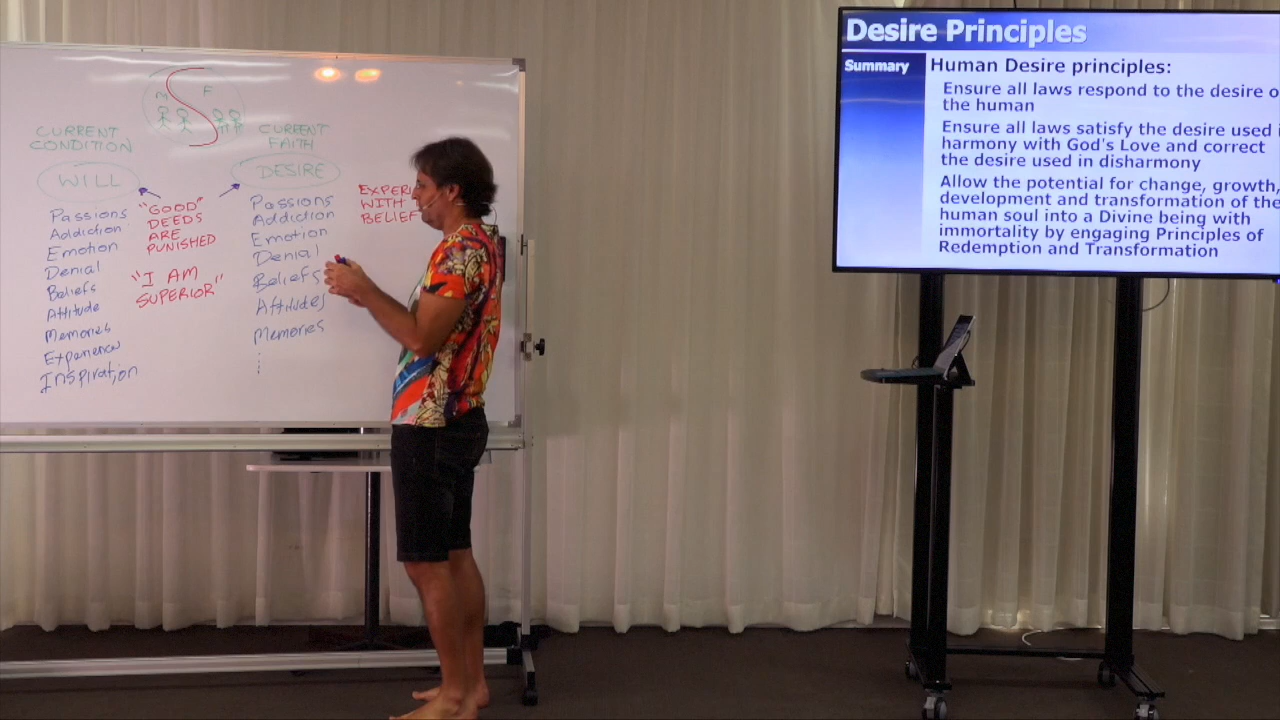 M
F
CURRENT
CONDITION
CURRENT
FAITH
WILL
DESIRE
Passions
Addiction
Emotion
Denial
Beliefs
Attitude
Memories
Experience
Inspiration
"GOOD"
DEEDS
ARE
PUNISHED
"I AM
SUPERIOR"
Passions
Addiction
Emotion
Denial
Beliefs
Attitudes
Memories
EXPERI
WITH
BELIEF
Desire Principles
Summary
Human Desire principles:
Ensure all laws respond to the desire o
the human
Ensure all laws satisfy the desire used i
harmony with God's Love and correct
the desire used in disharmony
Allow the potential for change, growth,
development and transformation of the
human soul into a Divine being with
immortality by engaging Principles of
Redemption and Transformation